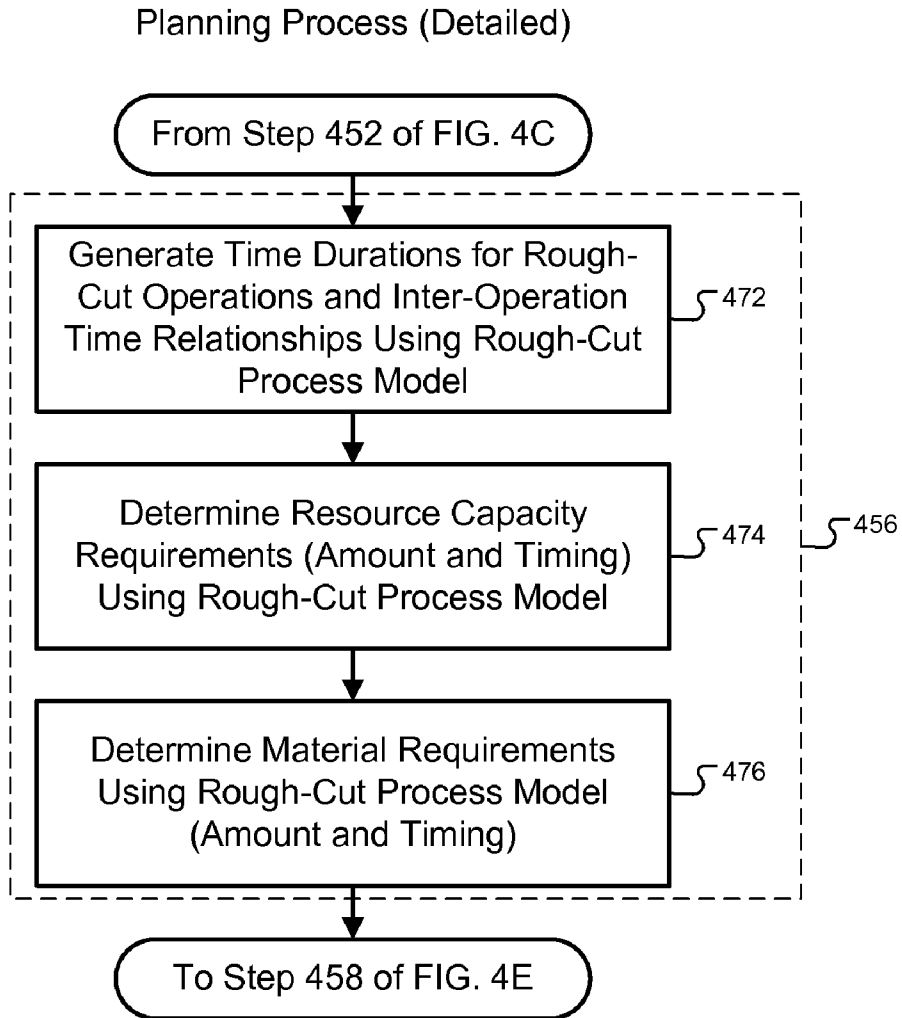 Planning Process (Detailed)
From Step 452 of FIG. 4C
Generate Time Durations for Rough-
Cut Operations and Inter-Operation
Time Relationships Using Rough-Cut
Process Model
472
Determine Resource Capacity
Requirements (Amount and Timing)
Using Rough-Cut Process Model
474
456
Determine Material Requirements
Using Rough-Cut Process Model
(Amount and Timing)
476
To Step 458 of FIG. 4E